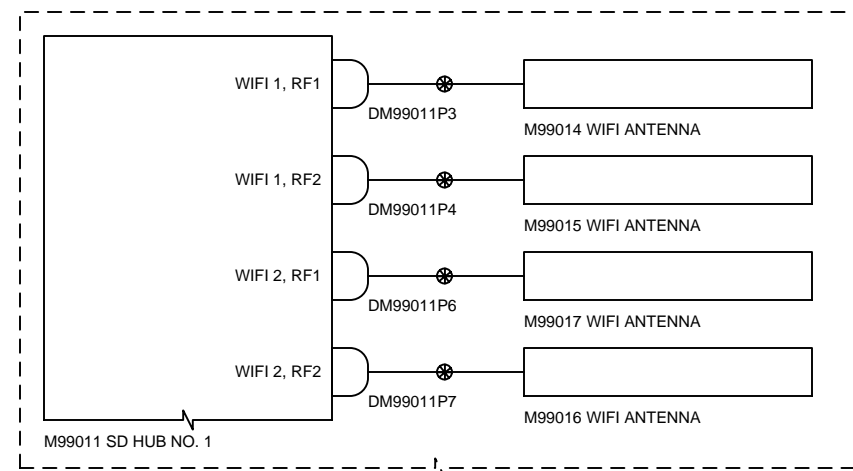 WIFI 1, RF1
DM99011P3
M99014 WIFI ANTENNA
WIFI 1, RF2
DM99011P4
M99015 WIFI ANTENNA
WIFI 2, RF1
DM99011P6
M99017 WIFI ANTENNA
WIFI 2, RF2
DM99011P7
M99016 WIFI ANTENNA
M99011 SD HUB NO. 1